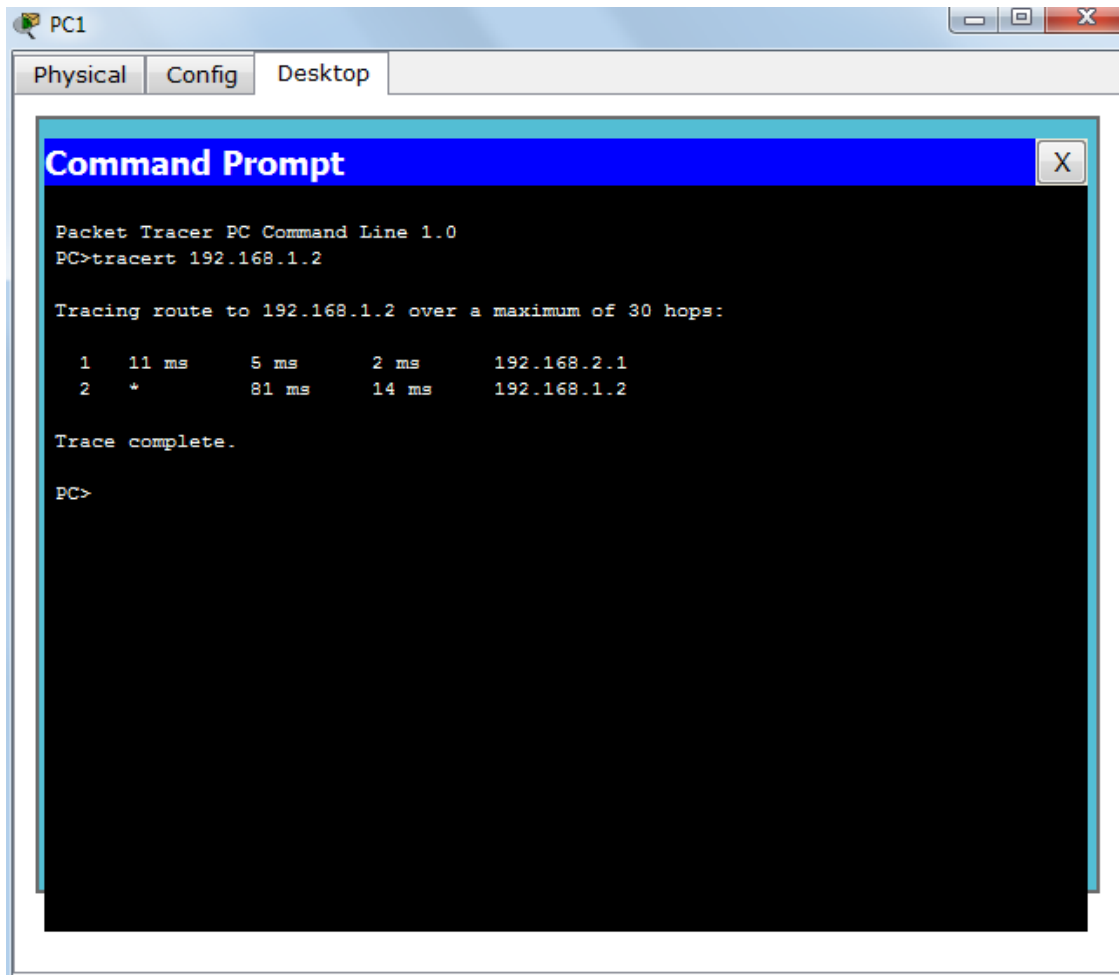 PC1
X
Physical Config Desktop
Command Prompt X
Packet Tracer PC Command Line 1.0
PC>tracert 192.168.1.2
Tracing route to 192.168.1.2 over a maximum of 30 hops:
1 11 ms 5 ms 2 ms 192.168.2.1
2 * 81 ms 14 ms 192.168.1.2
Trace complete.
PC>